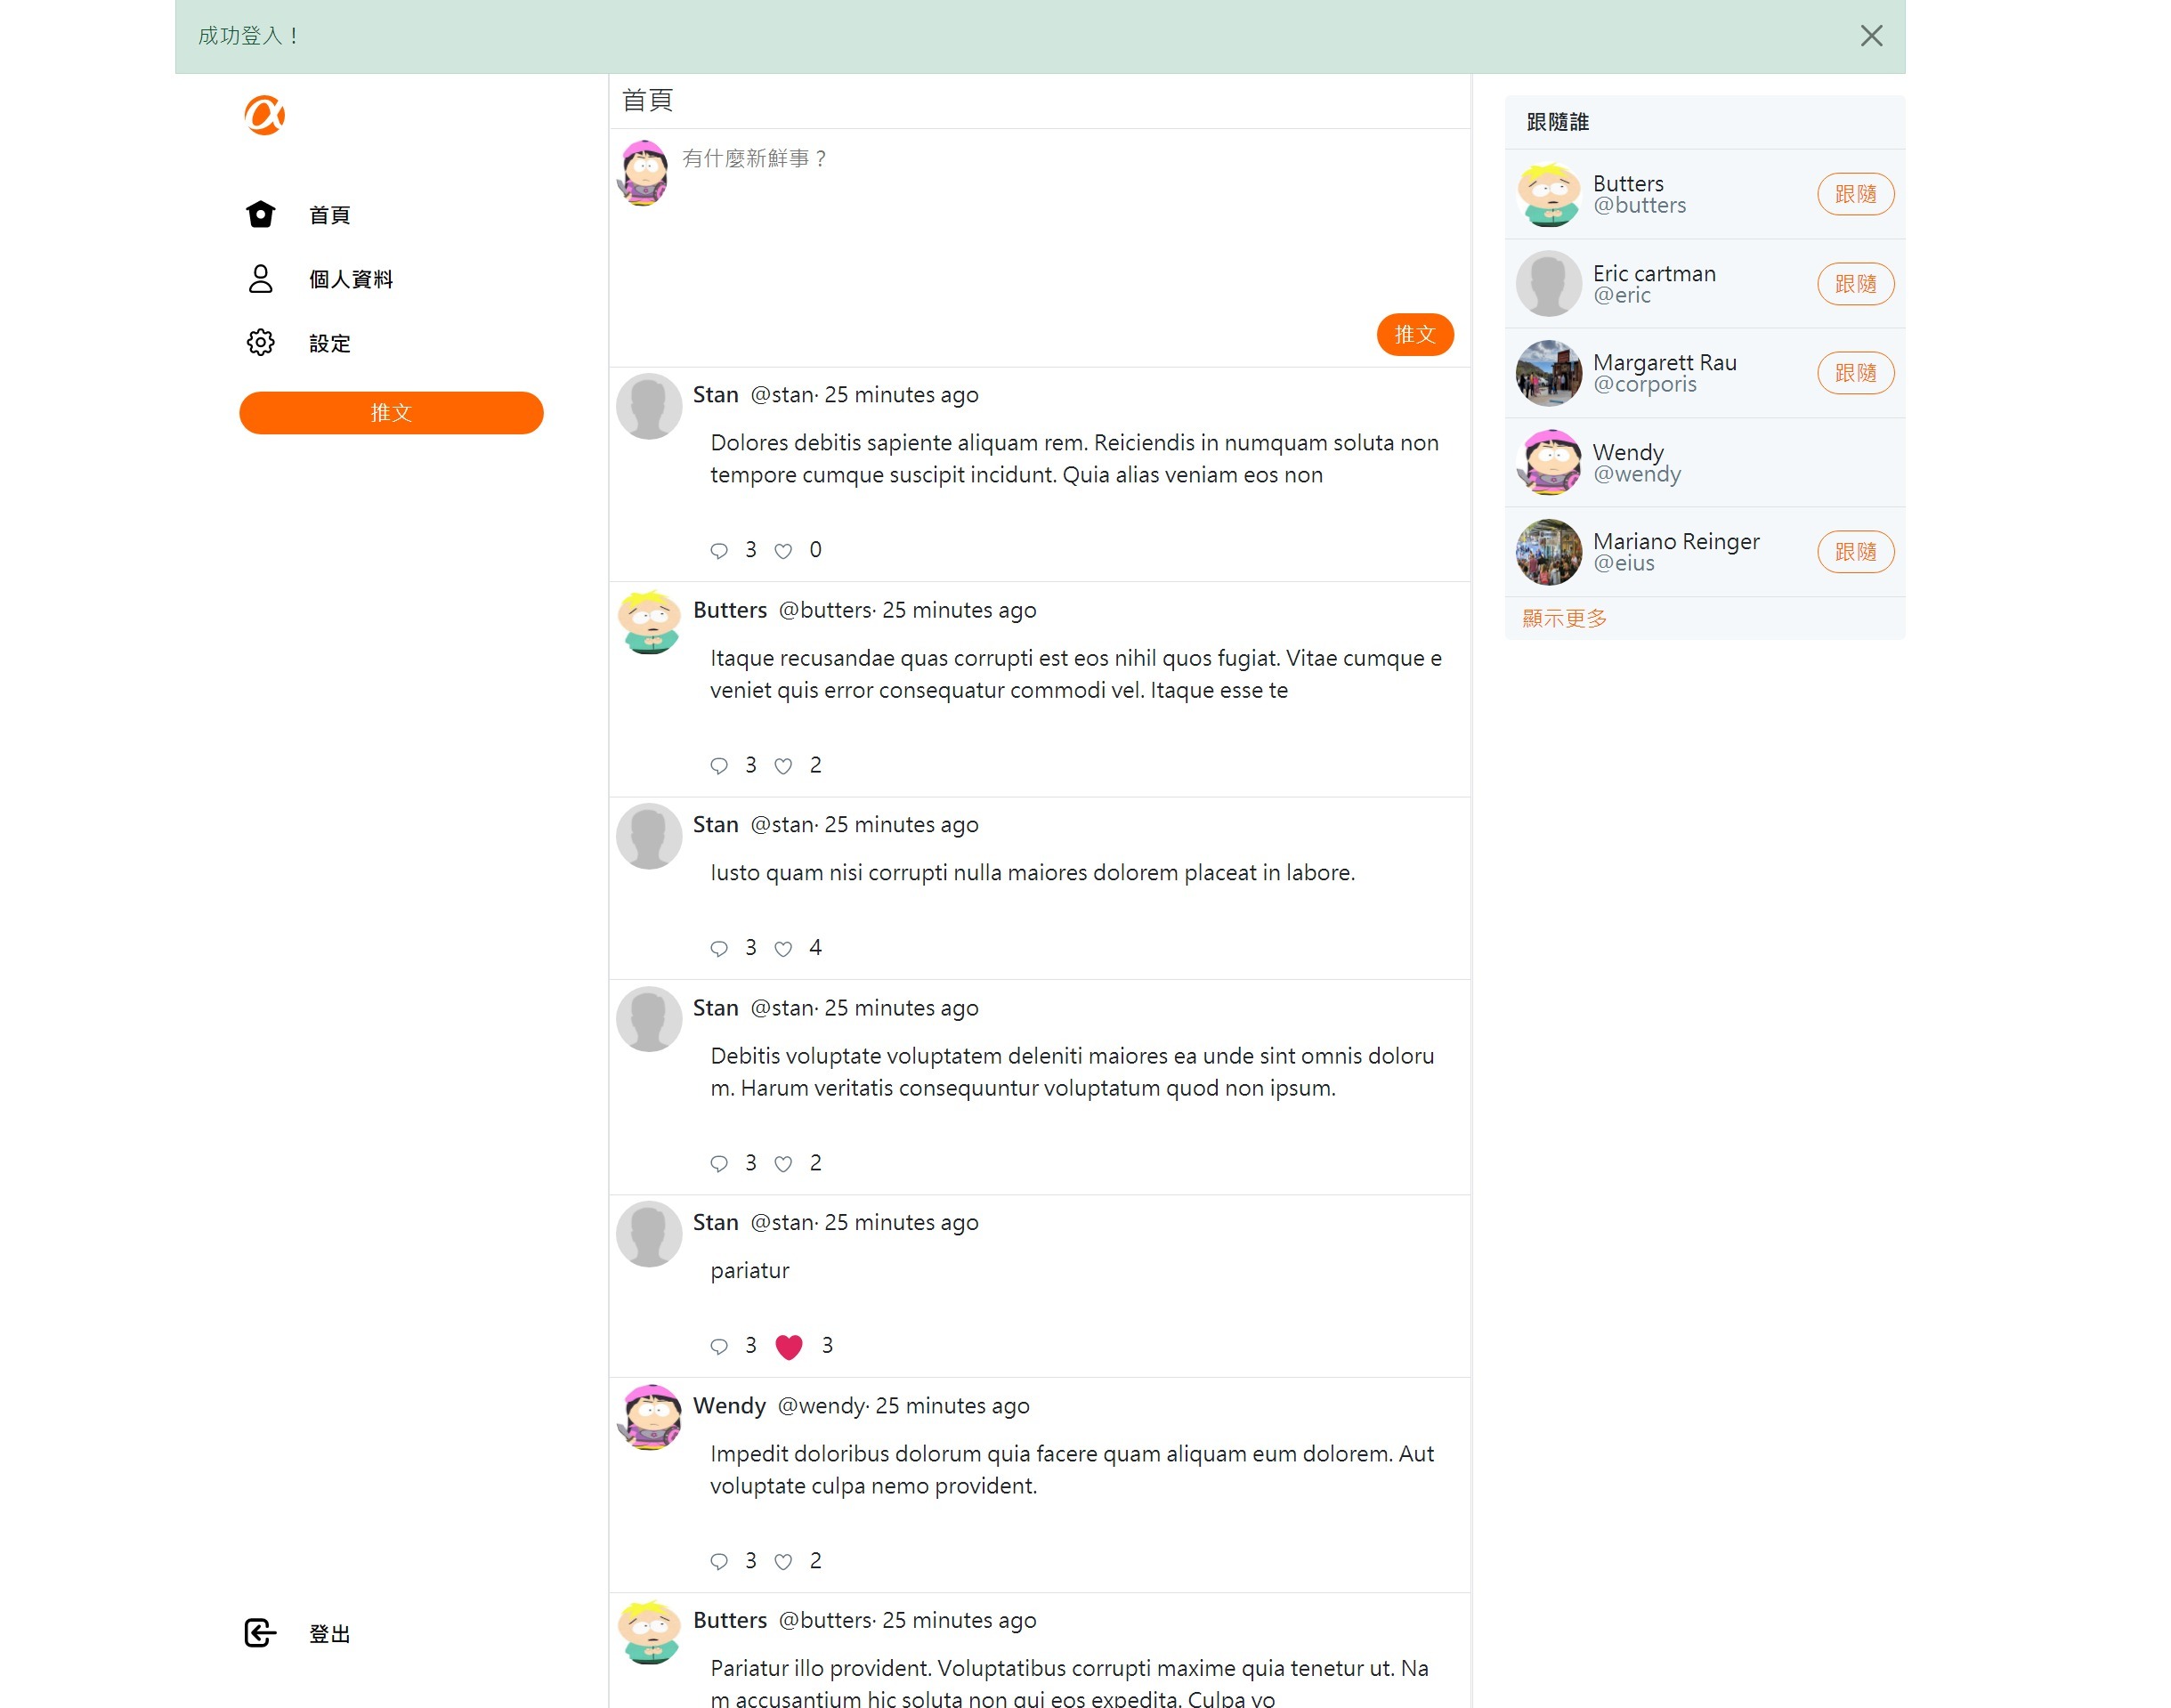 成功登入！
首頁
個人資料
設定
推文
登出
首頁
有什麼新鮮事？
推文
Stan @stan· 25 minutes ago
Dolores debitis sapiente aliquam rem. Reiciendis in numquam soluta non
tempore cumque suscipit incidunt. Quia alias veniam eos non
3 0
Butters @butters· 25 minutes ago
Itaque recusandae quas corrupti est eos nihil quos fugiat. Vitae cumque e
veniet quis error consequatur commodi vel. Itaque esse te
3 2
Stan @stan· 25 minutes ago
Iusto quam nisi corrupti nulla maiores dolorem placeat in labore.
3 4
Stan @stan· 25 minutes ago
Debitis voluptate voluptatem deleniti maiores ea unde sint omnis doloru
m. Harum veritatis consequuntur voluptatum quod non ipsum.
3 2
Stan @stan· 25 minutes ago
pariatur
3 3
Wendy @wendy· 25 minutes ago
Impedit doloribus dolorum quia facere quam aliquam eum dolorem. Aut
voluptate culpa nemo provident.
3 2
Butters @butters· 25 minutes ago
Pariatur illo provident. Voluptatibus corrupti maxime quia tenetur ut. Na
m accusantium hic soluta non qui eos expedita. Culpa vo
跟隨誰
Butters
@butters
跟隨
Eric cartman
@eric
跟隨
Margarett Rau
@corporis
跟隨
Wendy
@wendy
Mariano Reinger
@eius
跟隨
顯示更多